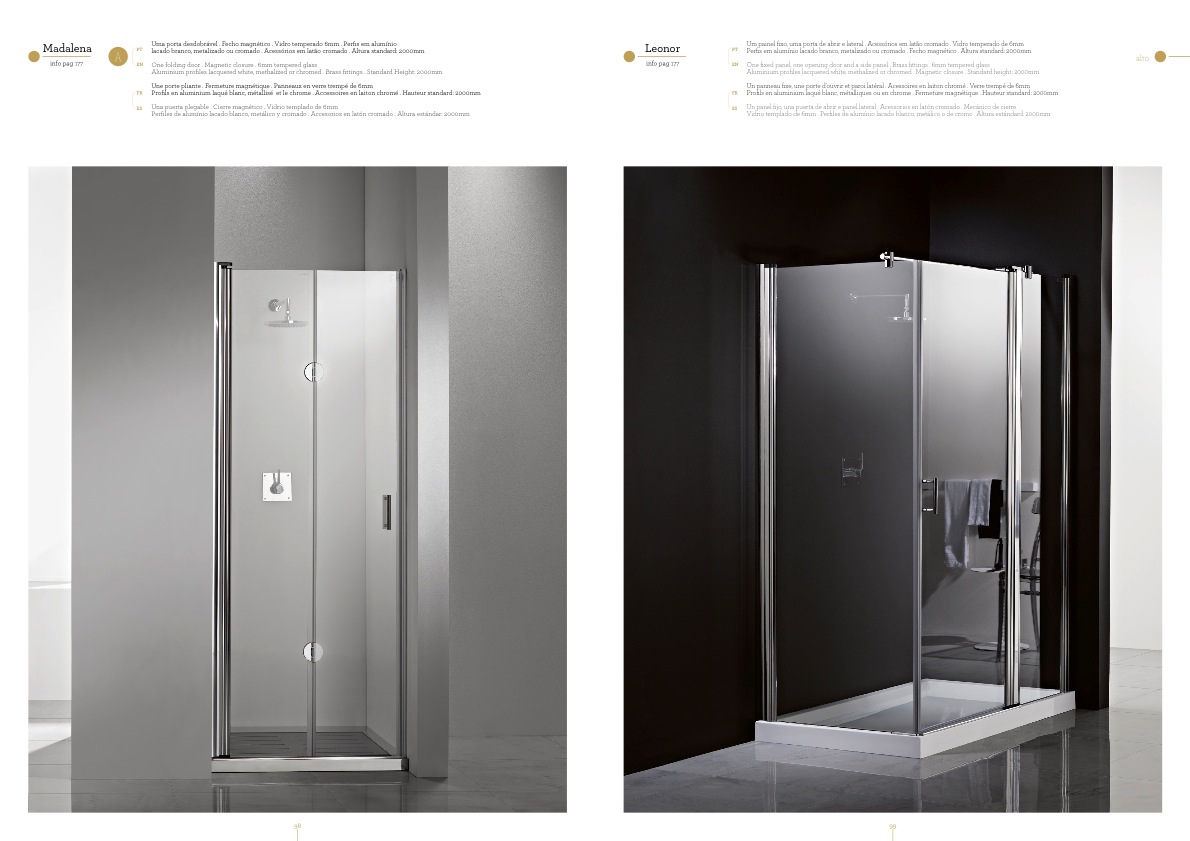 Madalena
info pag 177
A
PT
Uma porta desdobrável . Fecho magnético . Vidro temperado 6mm . Perfis em alumínio
lacado branco, metalizado ou cromado . Acessórios em latão cromado . Altura standard: 2000mm
EN
One folding door . Magnetic closure . 6mm tempered glass
Aluminium profiles lacquered white, methalized or chromed . Brass fittings . Standard Height: 2000mm
FR
Une porte pliante . Fermeture magnétique . Panneaux en verre trempé de 6mm
Profils en aluminium laqué blanc, métallisé et le chrome . Accessoires en laiton chromé . Hauteur standard: 2000mm
ES
Una puerta plegable . Cierre magnético . Vidrio templado de 6mm
Perfiles de alumínio lacado blanco, metálico y cromado . Accesorios en latón cromado . Altura estándar: 2000mm
98
Leonor
info pag 177
PT
Um painel fixo, uma porta de abrir e lateral . Acessórios em latão cromado . Vidro temperado de 6mm
Perfis em alumínio lacado branco, metalizado ou cromado . Fecho magnético . Altura standard: 2000mm
EN
One fixed panel, one opening door and a side panel . Brass fittings . 6mm tempered glass
Aluminium profiles lacquered white, methalized or chromed . Magnetic closure . Standard height: 2000mm
FR
Un panneau fixe, une porte d'ouvrir et paroi latéral . Acessoires en laiton chromé . Verre trempé de 6mm
Profils en aluminium laqué blanc, métalliques ou en chrome . Fermeture magnétique . Hauteur standard: 2000mm
ES
Un panel fijo, una puerta de abrir e panel lateral . Acsesorios en latón cromado . Mecánico de cierre
Vidrio templado de 6mm . Perfiles de alumínio lacado blanco, metálico o de cromo . Altura estándard: 2000mm
alto
99